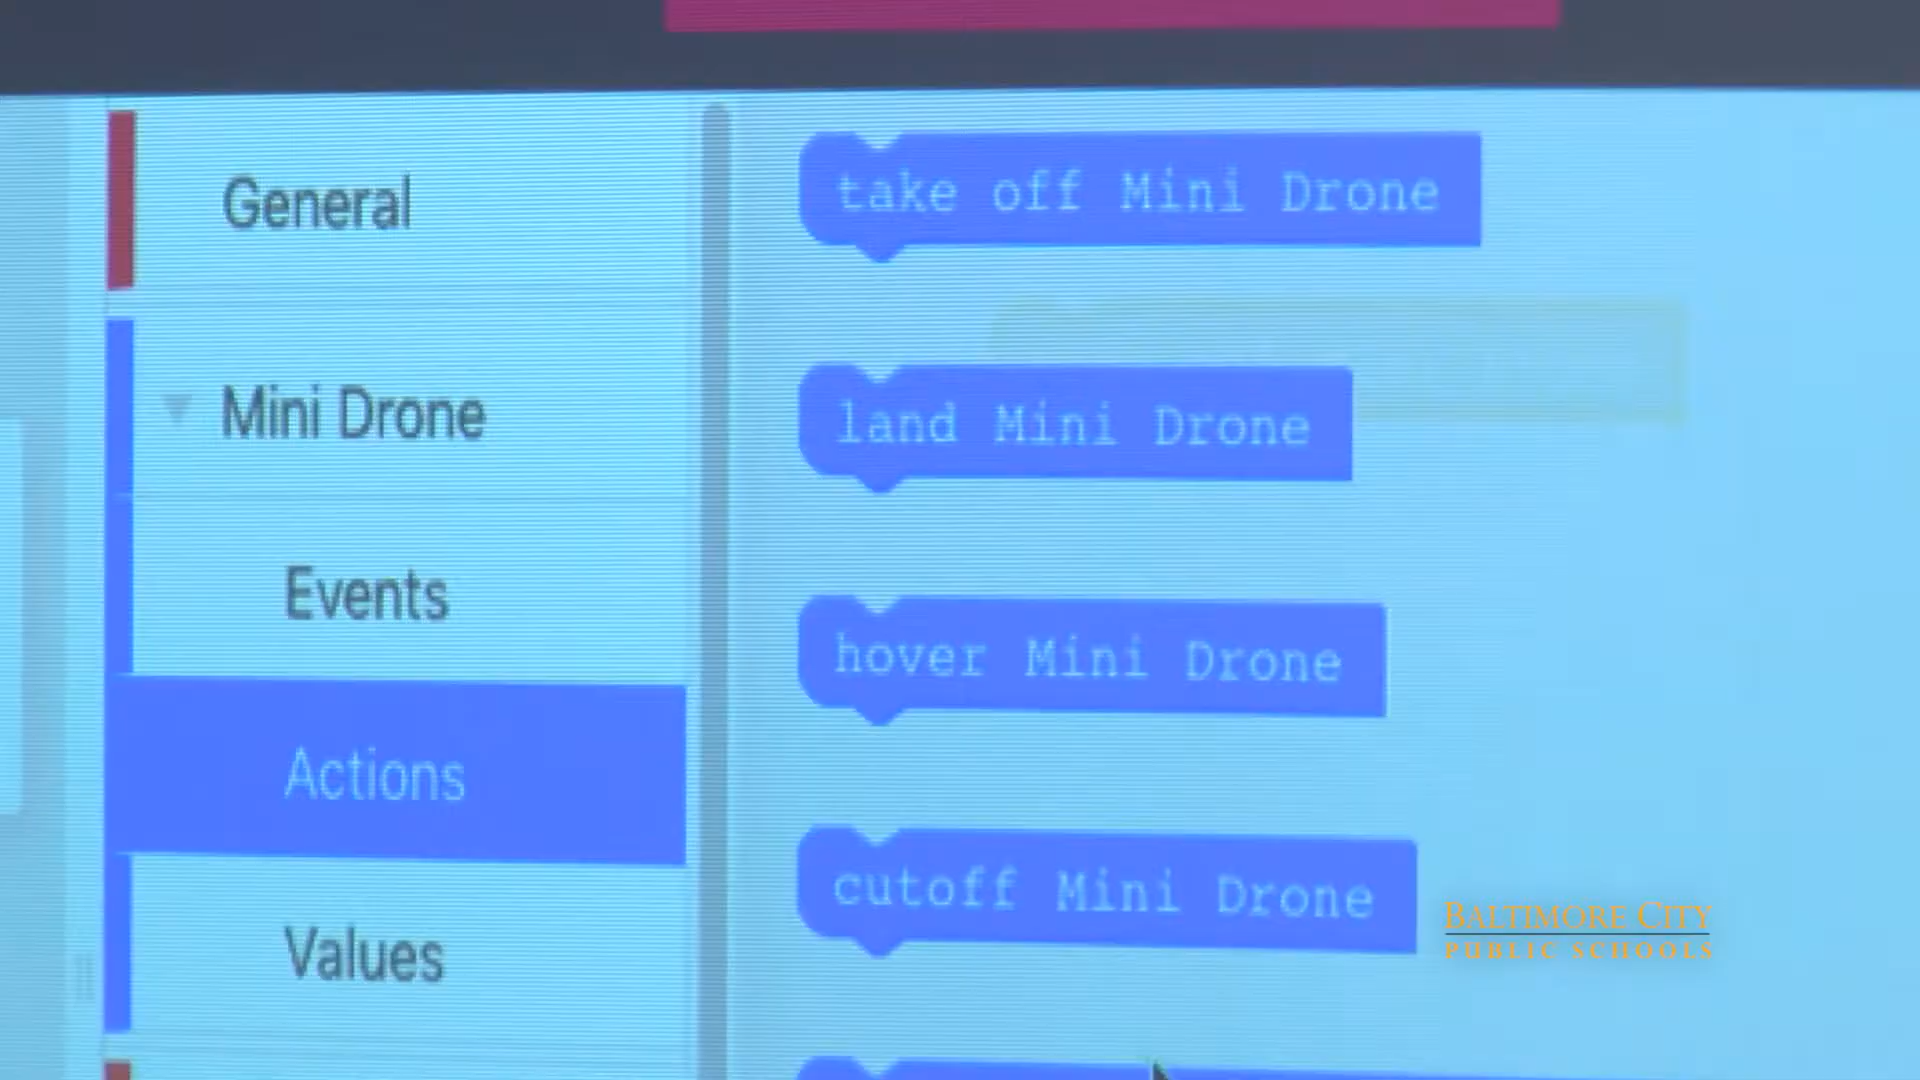 General
Mini Drone
Events
Actions
Values
take off Mini Drone
land Mini Drone
hover Mini Drone
cutoff Mini Drone
BALTIMORE CITY
PUBLIC SCHOOLS